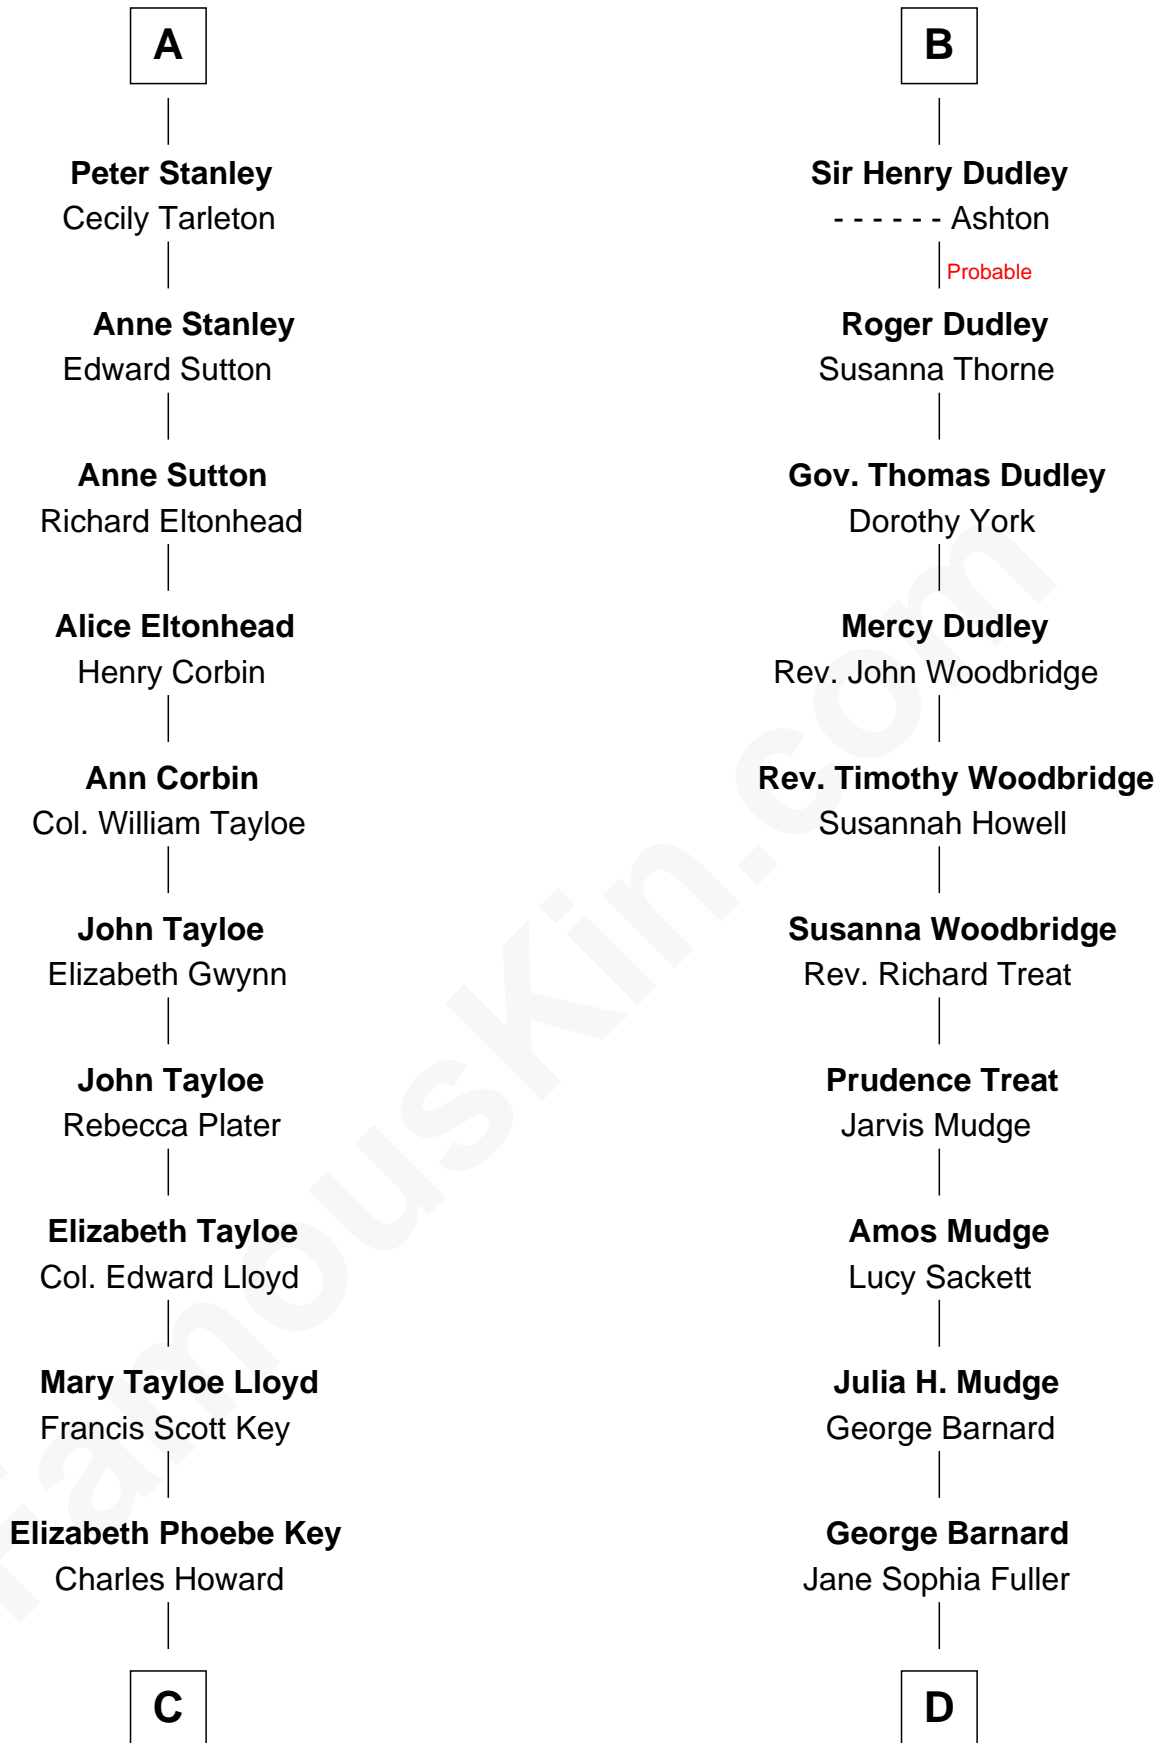 A
Peter Stanley
Cecily Tarleton
Anne Stanley
Edward Sutton
Anne Sutton
Richard Eltonhead
Alice Eltonhead
Henry Corbin
Ann Corbin
Col. William Tayloe
John Tayloe
Elizabeth Gwynn
John Tayloe
Rebecca Plater
Elizabeth Tayloe
Col. Edward Lloyd
Mary Tayloe Lloyd
Francis Scott Key
Elizabeth Phoebe Key
Charles Howard
C
B
Sir Henry Dudley
- - - - - - Ashton
Probable
Roger Dudley
Susanna Thorne
Gov. Thomas Dudley
Dorothy York
Mercy Dudley
Rev. John Woodbridge
Rev. Timothy Woodbridge
Susannah Howell
Susanna Woodbridge
Rev. Richard Treat
Prudence Treat
Jarvis Mudge
Amos Mudge
Lucy Sackett
Julia H. Mudge
George Barnard
George Barnard
Jane Sophia Fuller
D
FamousKin.com